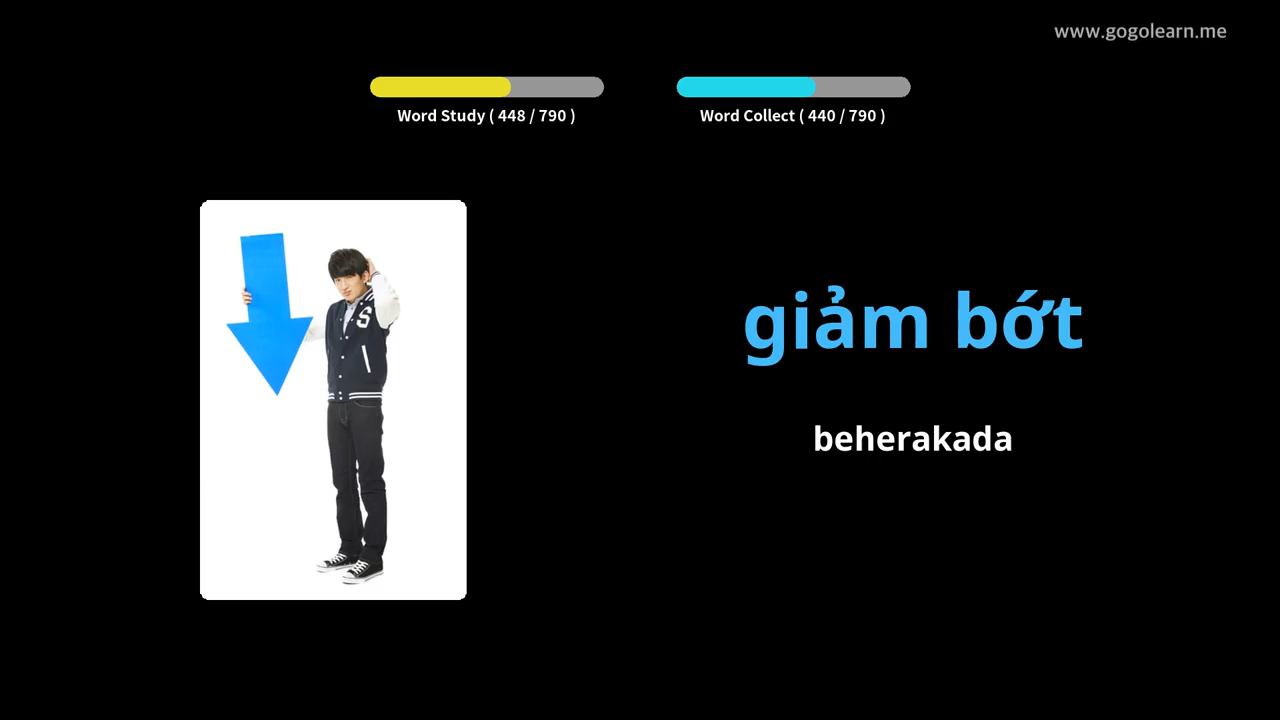 www.gogolearn.me
Word Study ( 448 / 790 )
Word Collect ( 440 / 790 )
S
giảm bớt
beherakada